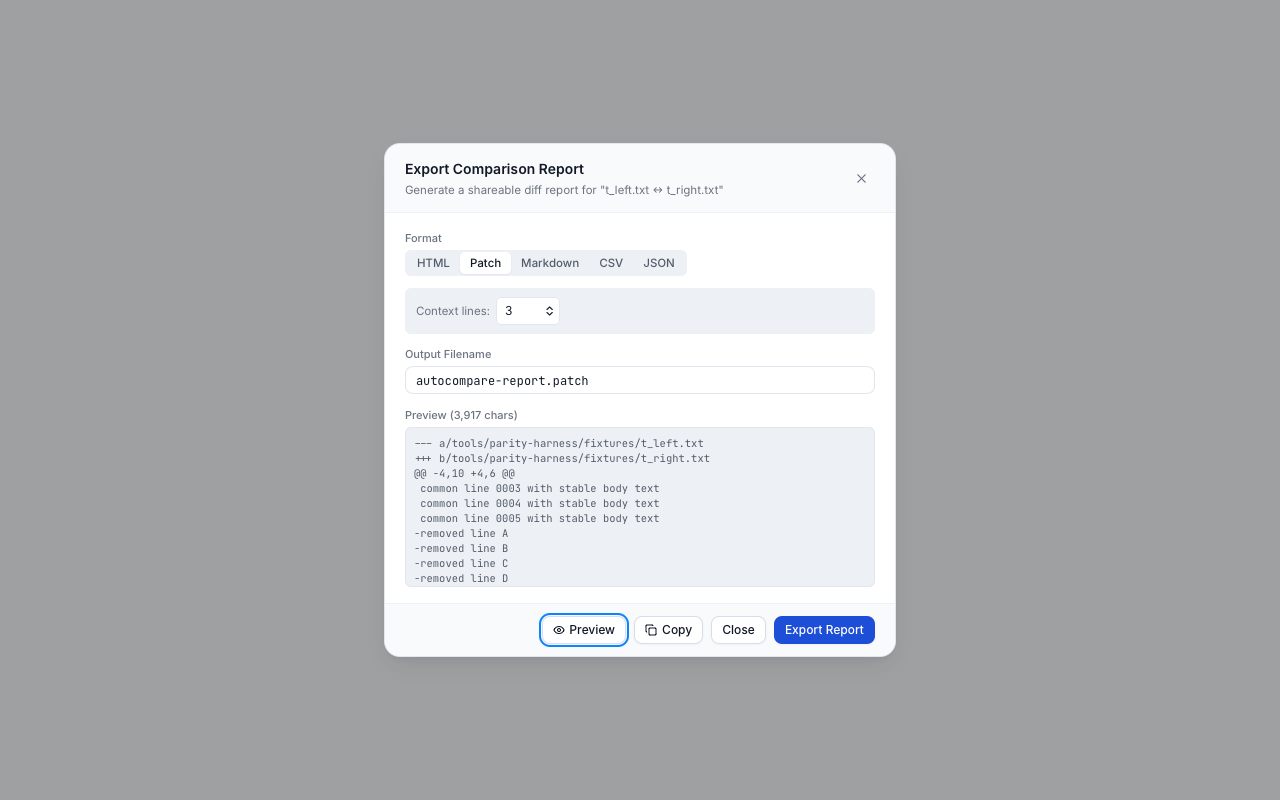 Export Comparison Report
Generate a shareable diff report for "t_left.txt ↔ t_right.txt"
Format
HTML Patch Markdown CSV JSON
Context lines: 3
Output Filename
autocompare-report.patch
Preview (3,917 chars)
--- a/tools/parity-harness/fixtures/t_left.txt
+++ b/tools/parity-harness/fixtures/t_right.txt
@@ -4,10 +4,6 @@
 common line 0003 with stable body text
 common line 0004 with stable body text
 common line 0005 with stable body text
-removed line A
-removed line B
-removed line C
-removed line D
Preview Copy Close Export Report